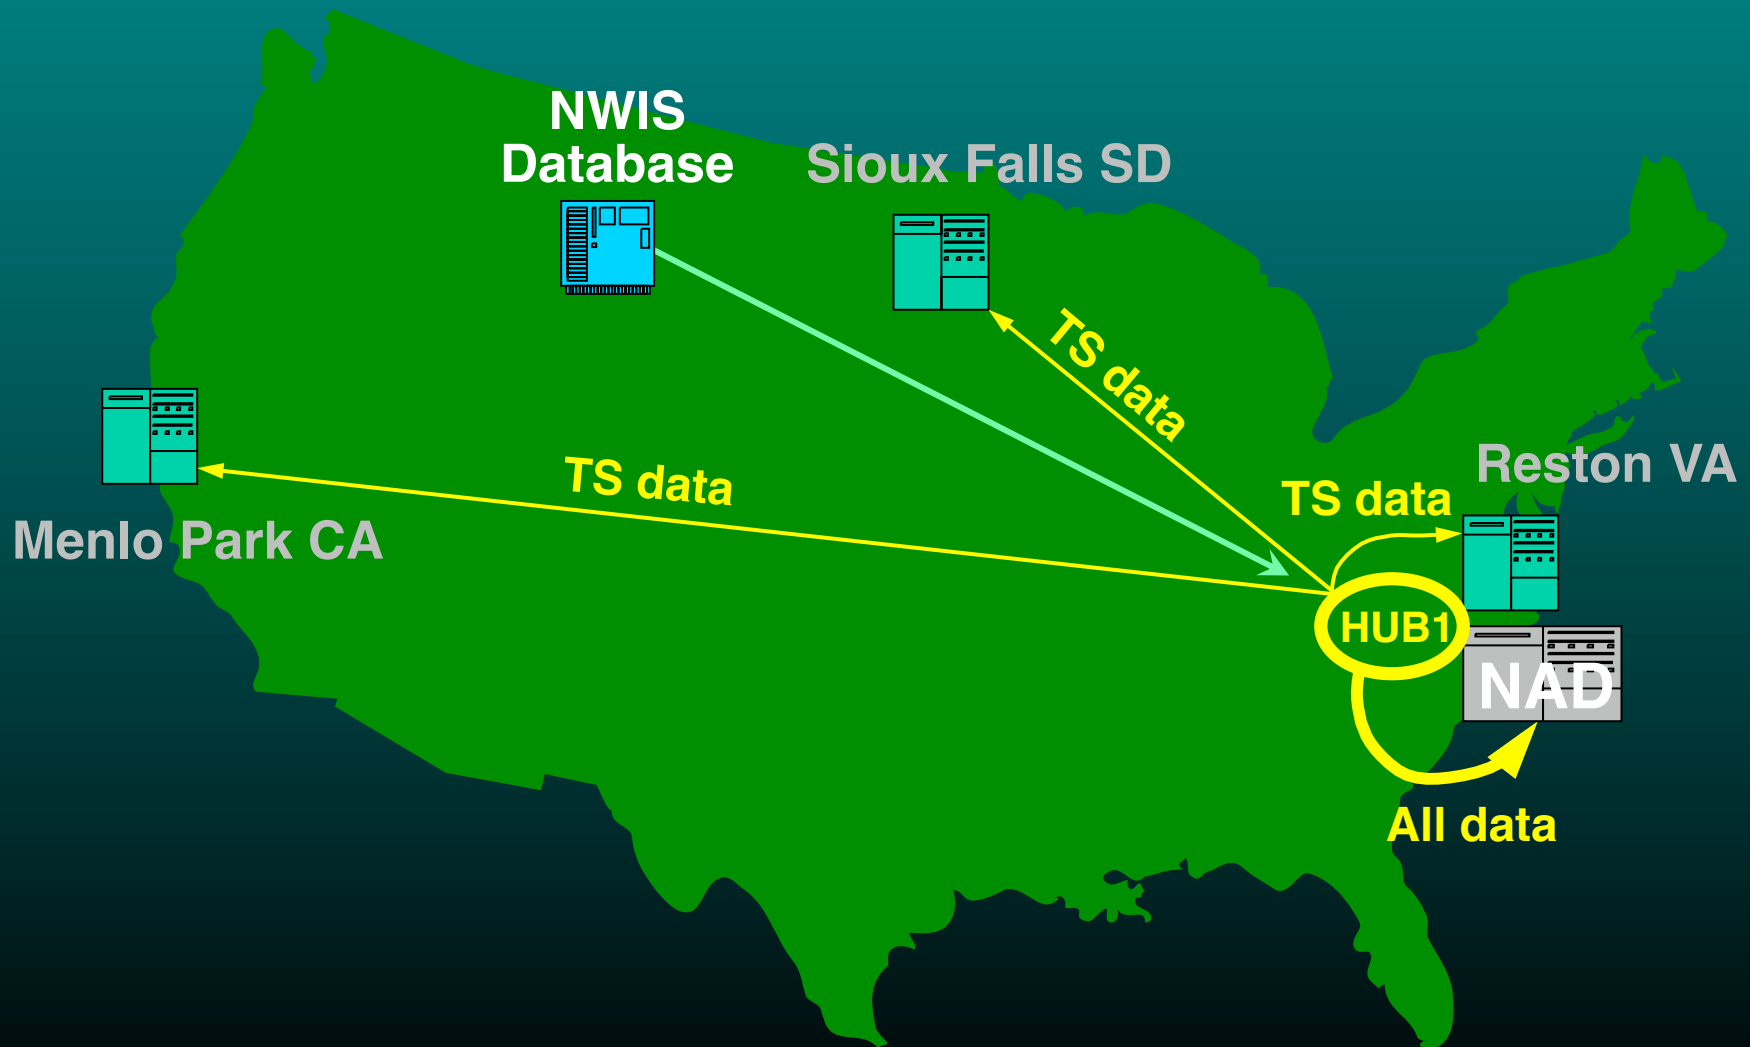 NWIS
Database
Sioux Falls SD
TS data
Reston VA
TS data
TS data
Menlo Park CA
HUB1
NAD
All data